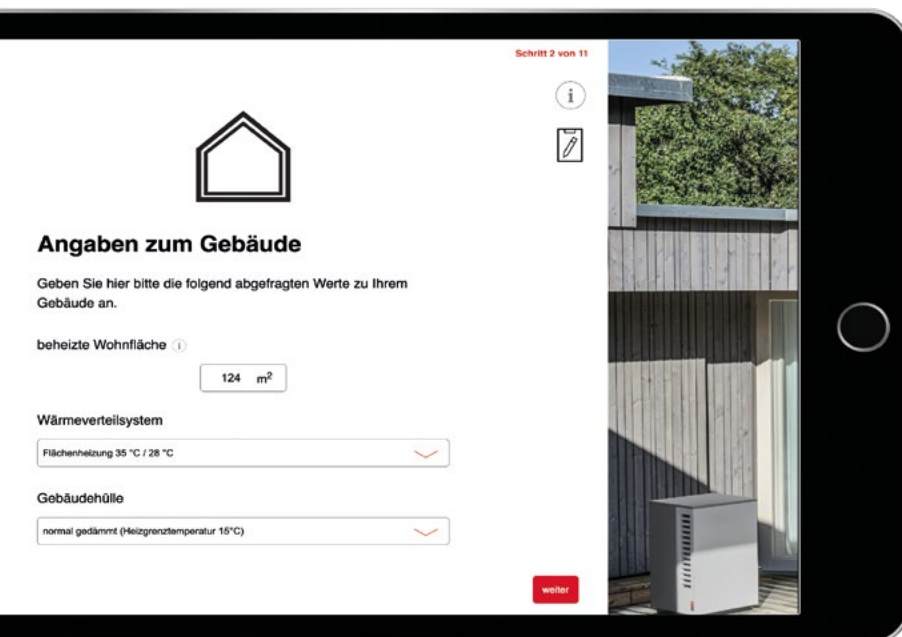 Schritt 2 von 11
Angaben zum Gebäude
Geben Sie hier bitte die folgend abgefragten Werte zu Ihrem
Gebäude an.
beheizte Wohnfläche i
124 m²
Wärmeverteilsystem
Flächenheizung 35 °C / 28 °C
Gebäudehülle
normal gedämmt (Heizgrenztemperatur 15°C)
weiter